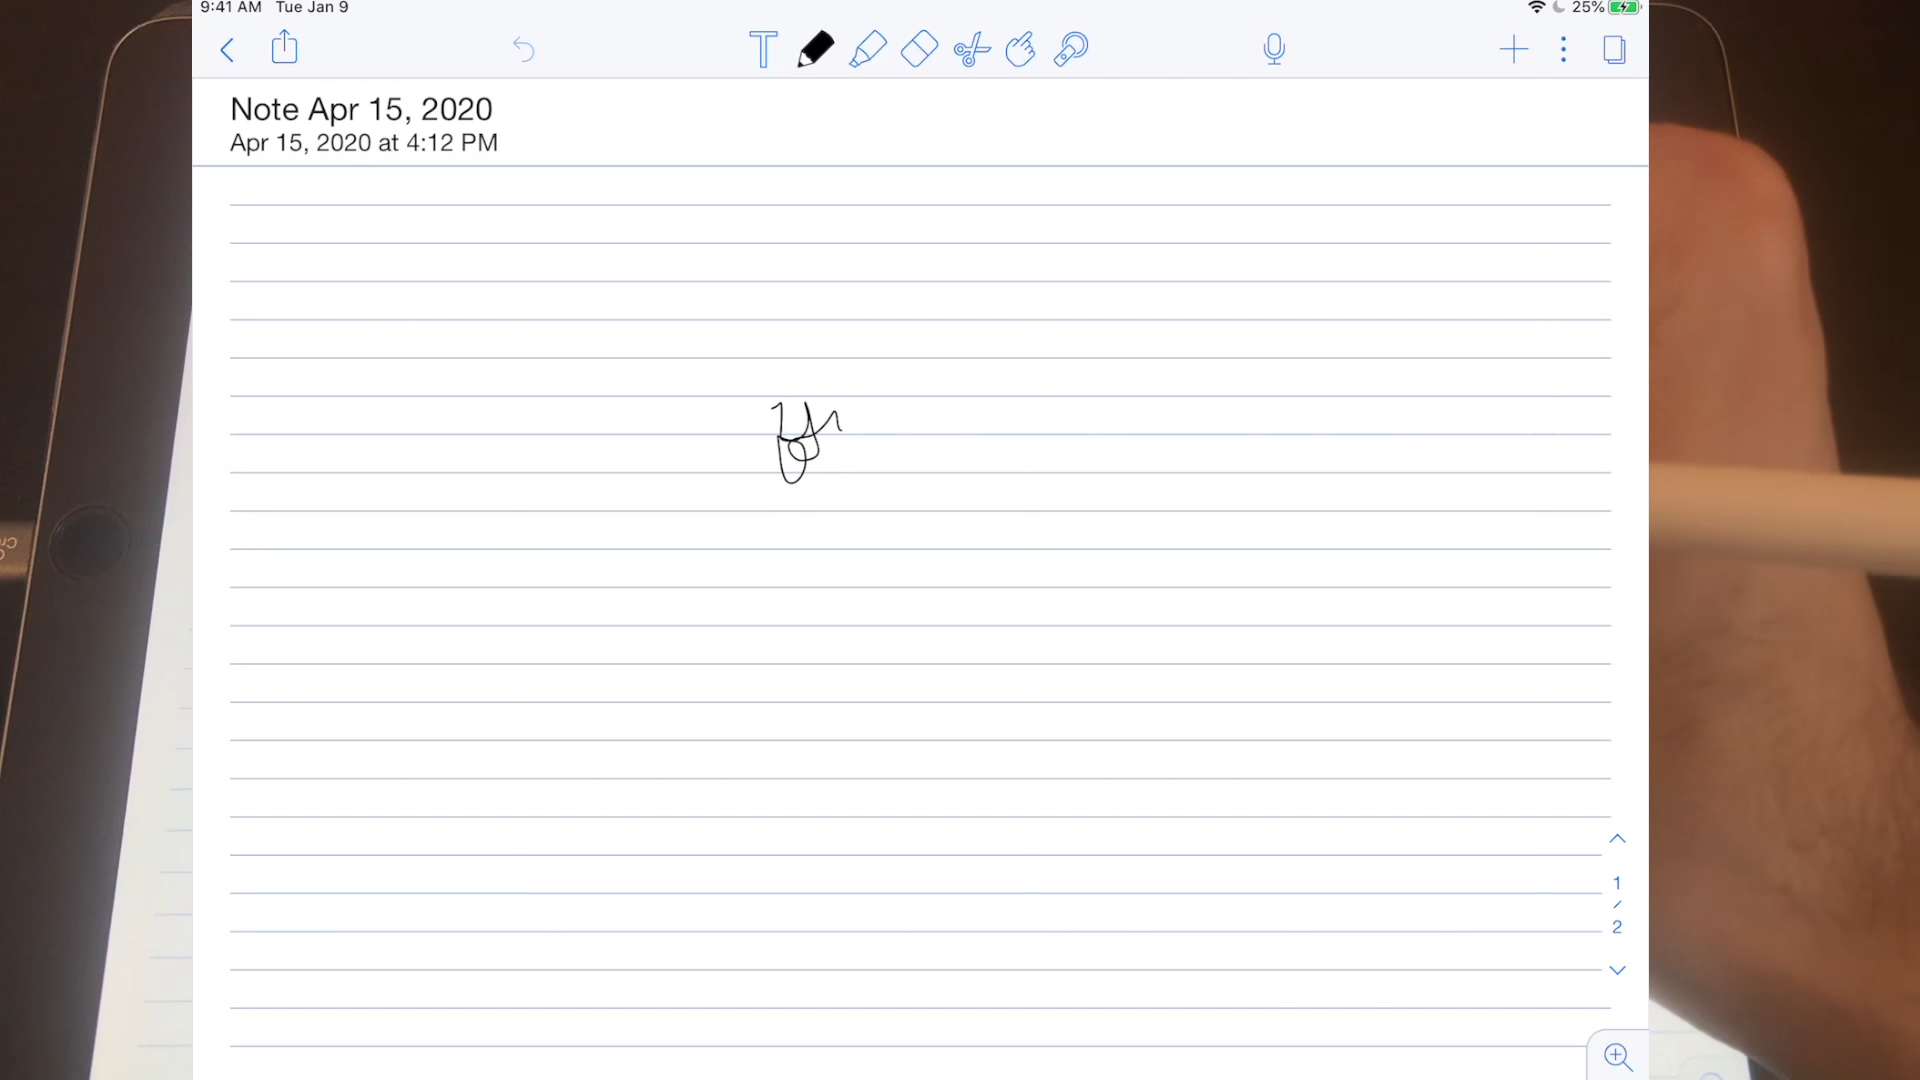 9:41 AM Tue Jan 9
25%
T
Note Apr 15, 2020
Apr 15, 2020 at 4:12 PM
1
/
2